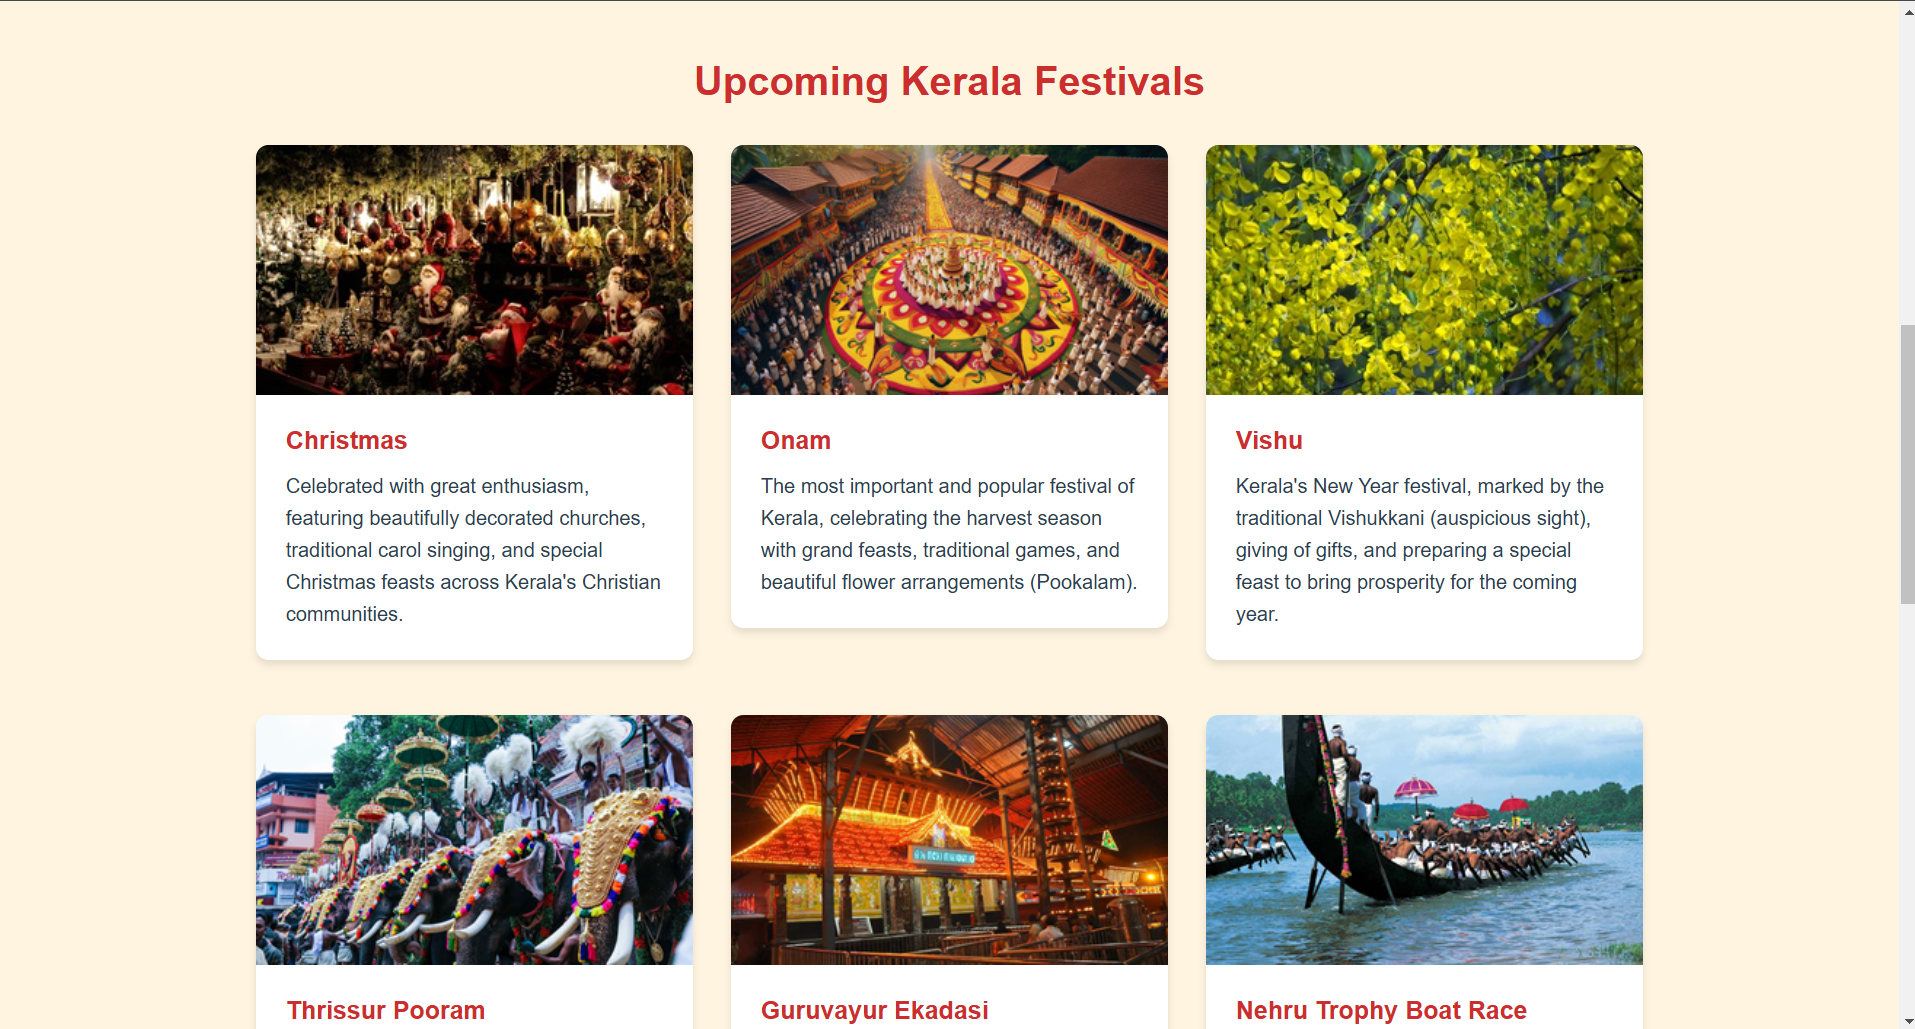 Upcoming Kerala Festivals
Christmas
Celebrated with great enthusiasm,
featuring beautifully decorated churches,
traditional carol singing, and special
Christmas feasts across Kerala's Christian
communities.
Onam
The most important and popular festival of
Kerala, celebrating the harvest season
with grand feasts, traditional games, and
beautiful flower arrangements (Pookalam).
Vishu
Kerala's New Year festival, marked by the
traditional Vishukkani (auspicious sight),
giving of gifts, and preparing a special
feast to bring prosperity for the coming
year.
Thrissur Pooram
Guruvayur Ekadasi
Nehru Trophy Boat Race